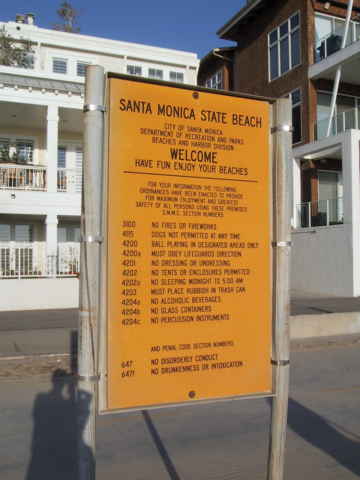 SANTA MONICA STATE BEACH
CITY OF SANTA MONICA
DEPARTMENT OF RECREATION AND PARKS
BEACHES AND HARBOR DIVISION
WELCOME
HAVE FUN ENJOY YOUR BEACHES
FOR YOUR INFORMATION THE FOLLOWING
ORDINANCES HAVE BEEN ENACTED TO PROVIDE
FOR MAXIMUM ENJOYMENT AND GREATEST
SAFETY OF ALL PERSONS USING THESE PREMISES
S.M.M.C. SECTION NUMBERS
3100 NO FIRES OR FIREWORKS
4015 DOGS NOT PERMITTED AT ANY TIME
4200 BALL PLAYING IN DESIGNATED AREAS ONLY
4200a MUST OBEY LIFEGUARDS DIRECTION
4201 NO DRESSING OR UNDRESSING
4202 NO TENTS OR ENCLOSURES PERMITTED
4202a NO SLEEPING MIDNIGHT TO 5:00 AM
4203 MUST PLACE RUBBISH IN TRASH CAN
4204a NO ALCOHOLIC BEVERAGES
4204b NO GLASS CONTAINERS
4204c NO PERCUSSION INSTRUMENTS
AND PENAL CODE SECTION NUMBERS
647 NO DISORDERLY CONDUCT
647f NO DRUNKENNESS OR INTOXICATION